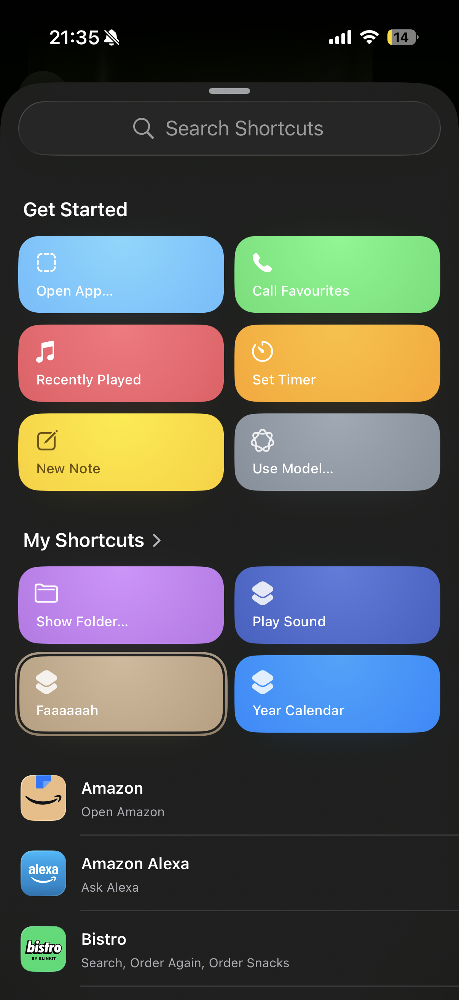 21:35
14
Search Shortcuts
Get Started
Open App...
Call Favourites
Recently Played
Set Timer
New Note
Use Model...
My Shortcuts
Show Folder...
Play Sound
Faaaaaah
Year Calendar
Amazon
Open Amazon
alexa
Amazon Alexa
Ask Alexa
bistro
BY BLINKIT
Bistro
Search, Order Again, Order Snacks